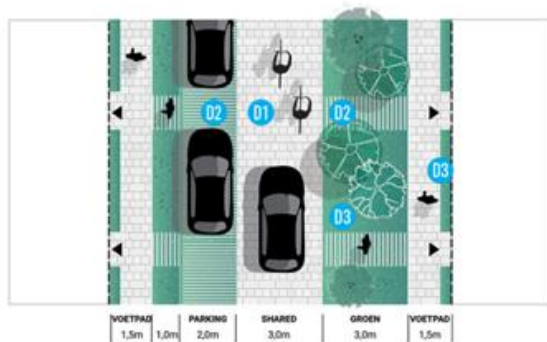 D2 D1 D2
D3
D3
VOETPAD PARKING SHARED GROEN VOETPAD
1,5m 1,0m 2,0m 3,0m 3,0m 1,5m